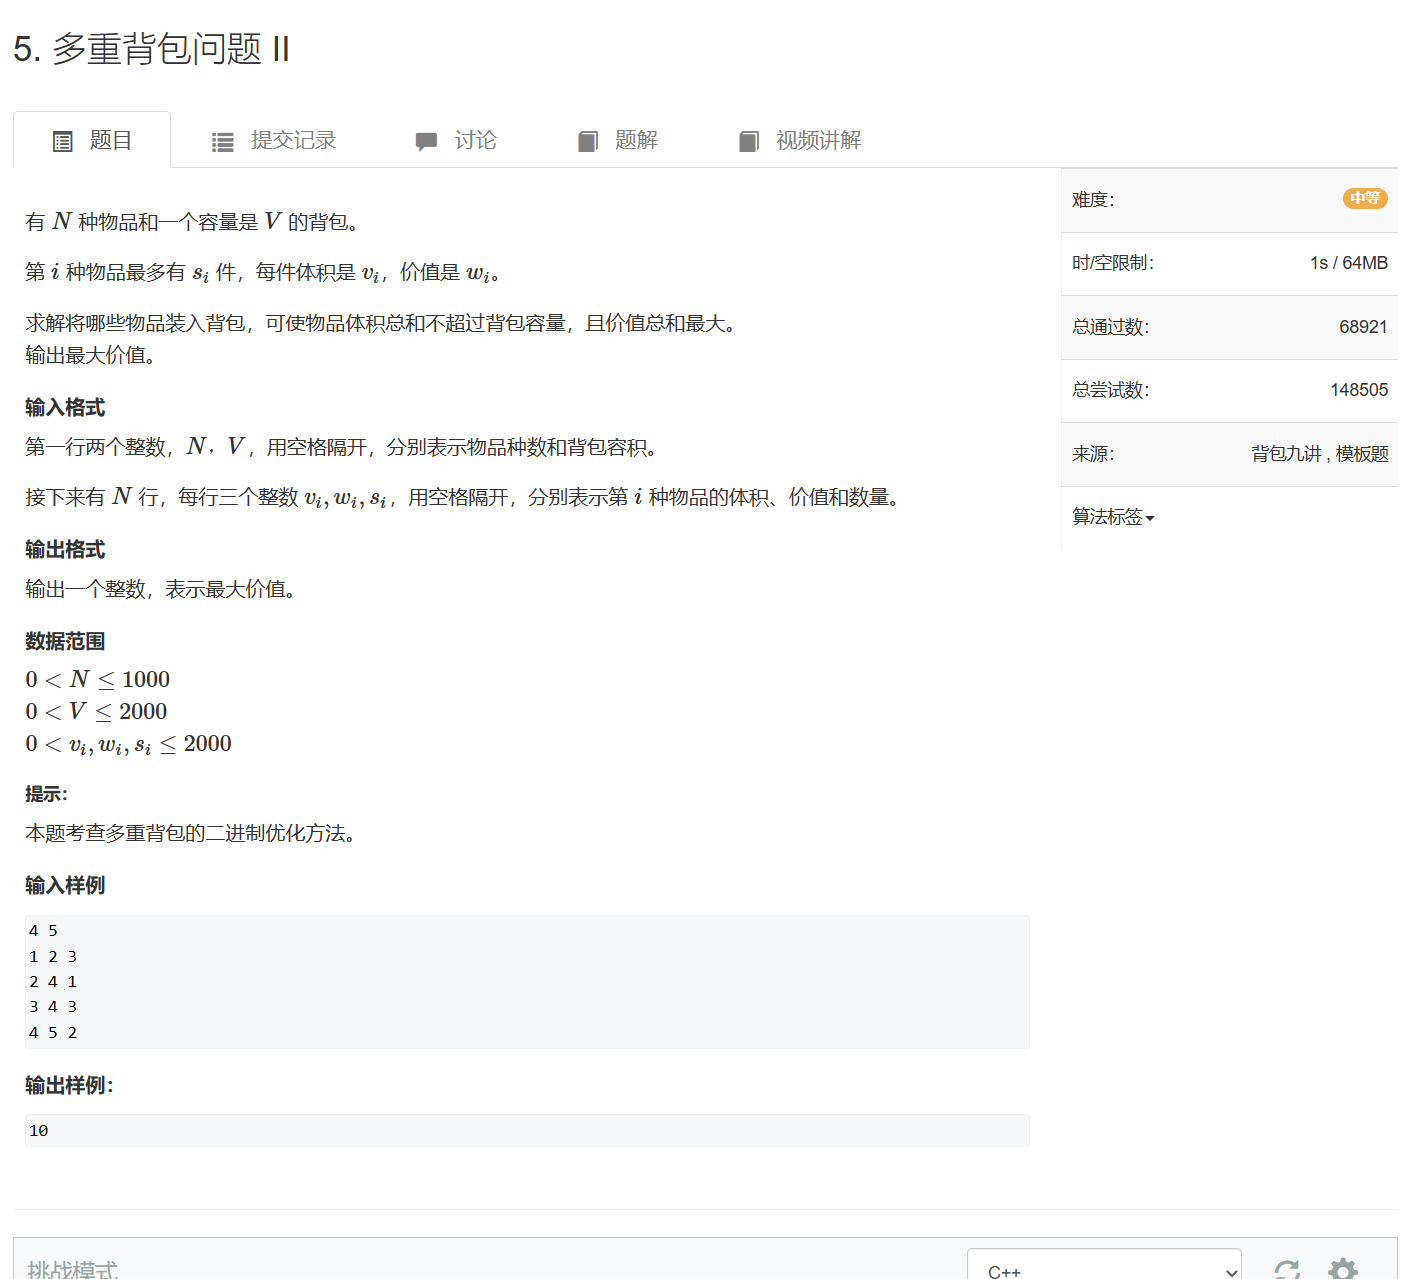 5. 多重背包问题 II
题目
提交记录
讨论
题解
视频讲解
有 N 种物品和一个容量是 V 的背包。
第 i 种物品最多有 sᵢ 件，每件体积是 vᵢ，价值是 wᵢ。
求解将哪些物品装入背包，可使物品体积总和不超过背包容量，且价值总和最大。
输出最大价值。
输入格式
第一行两个整数，N，V，用空格隔开，分别表示物品种数和背包容积。
接下来有 N 行，每行三个整数 vᵢ, wᵢ, sᵢ，用空格隔开，分别表示第 i 种物品的体积、价值和数量。
输出格式
输出一个整数，表示最大价值。
数据范围
0 < N ≤ 1000
0 < V ≤ 2000
0 < vᵢ, wᵢ, sᵢ ≤ 2000
提示：
本题考查多重背包的二进制优化方法。
输入样例
4 5
1 2 3
2 4 1
3 4 3
4 5 2
输出样例：
10
难度： 中等
时/空限制： 1s / 64MB
总通过数： 68921
总尝试数： 148505
来源： 背包九讲 , 模板题
算法标签
挑战模式
C++